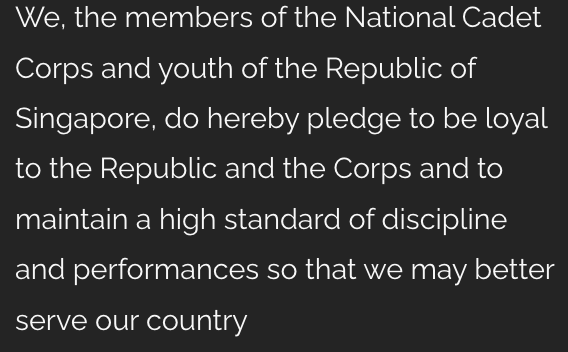 We, the members of the National Cadet
Corps and youth of the Republic of
Singapore, do hereby pledge to be loyal
to the Republic and the Corps and to
maintain a high standard of discipline
and performances so that we may better
serve our country